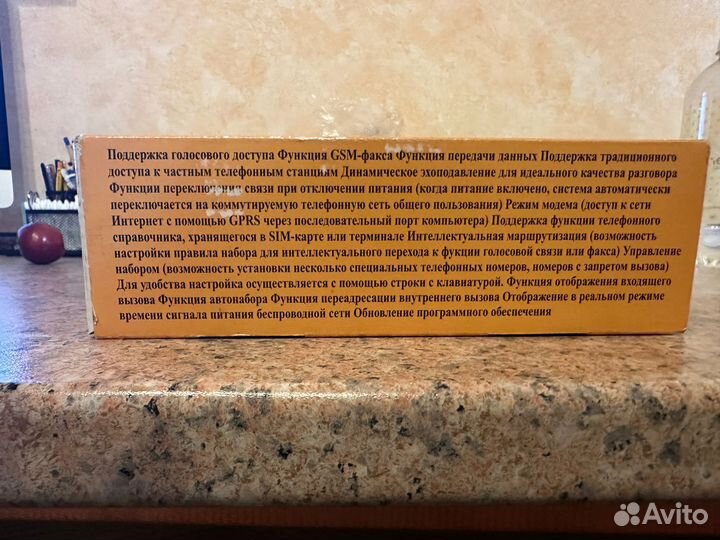 Поддержка голосового доступа Функция GSM-факса Функция передачи данных Поддержка традиционного
доступа к частным телефонным станциям Динамическое эхоподавление для идеального качества разговора
Функции переключения связи при отключении питания (когда питание включено, система автоматически
переключается на коммутируемую телефонную сеть общего пользования) Режим модема (доступ к сети
Интернет с помощью GPRS через последовательный порт компьютера) Поддержка функции телефонного
справочника, хранящегося в SIM-карте или терминале Интеллектуальная маршрутизация (возможность
настройки правила набора для интеллектуального перехода к фукции голосовой связи или факса) Управление
набором (возможность установки несколько специальных телефонных номеров, номеров с запретом вызова)
Для удобства настройка осуществляется с помощью строки с клавиатурой. Функция отображения входящего
вызова Функция автонабора Функция переадресации внутреннего вызова Отображение в реальном режиме
времени сигнала питания беспроводной сети Обновление программного обеспечения
Avito